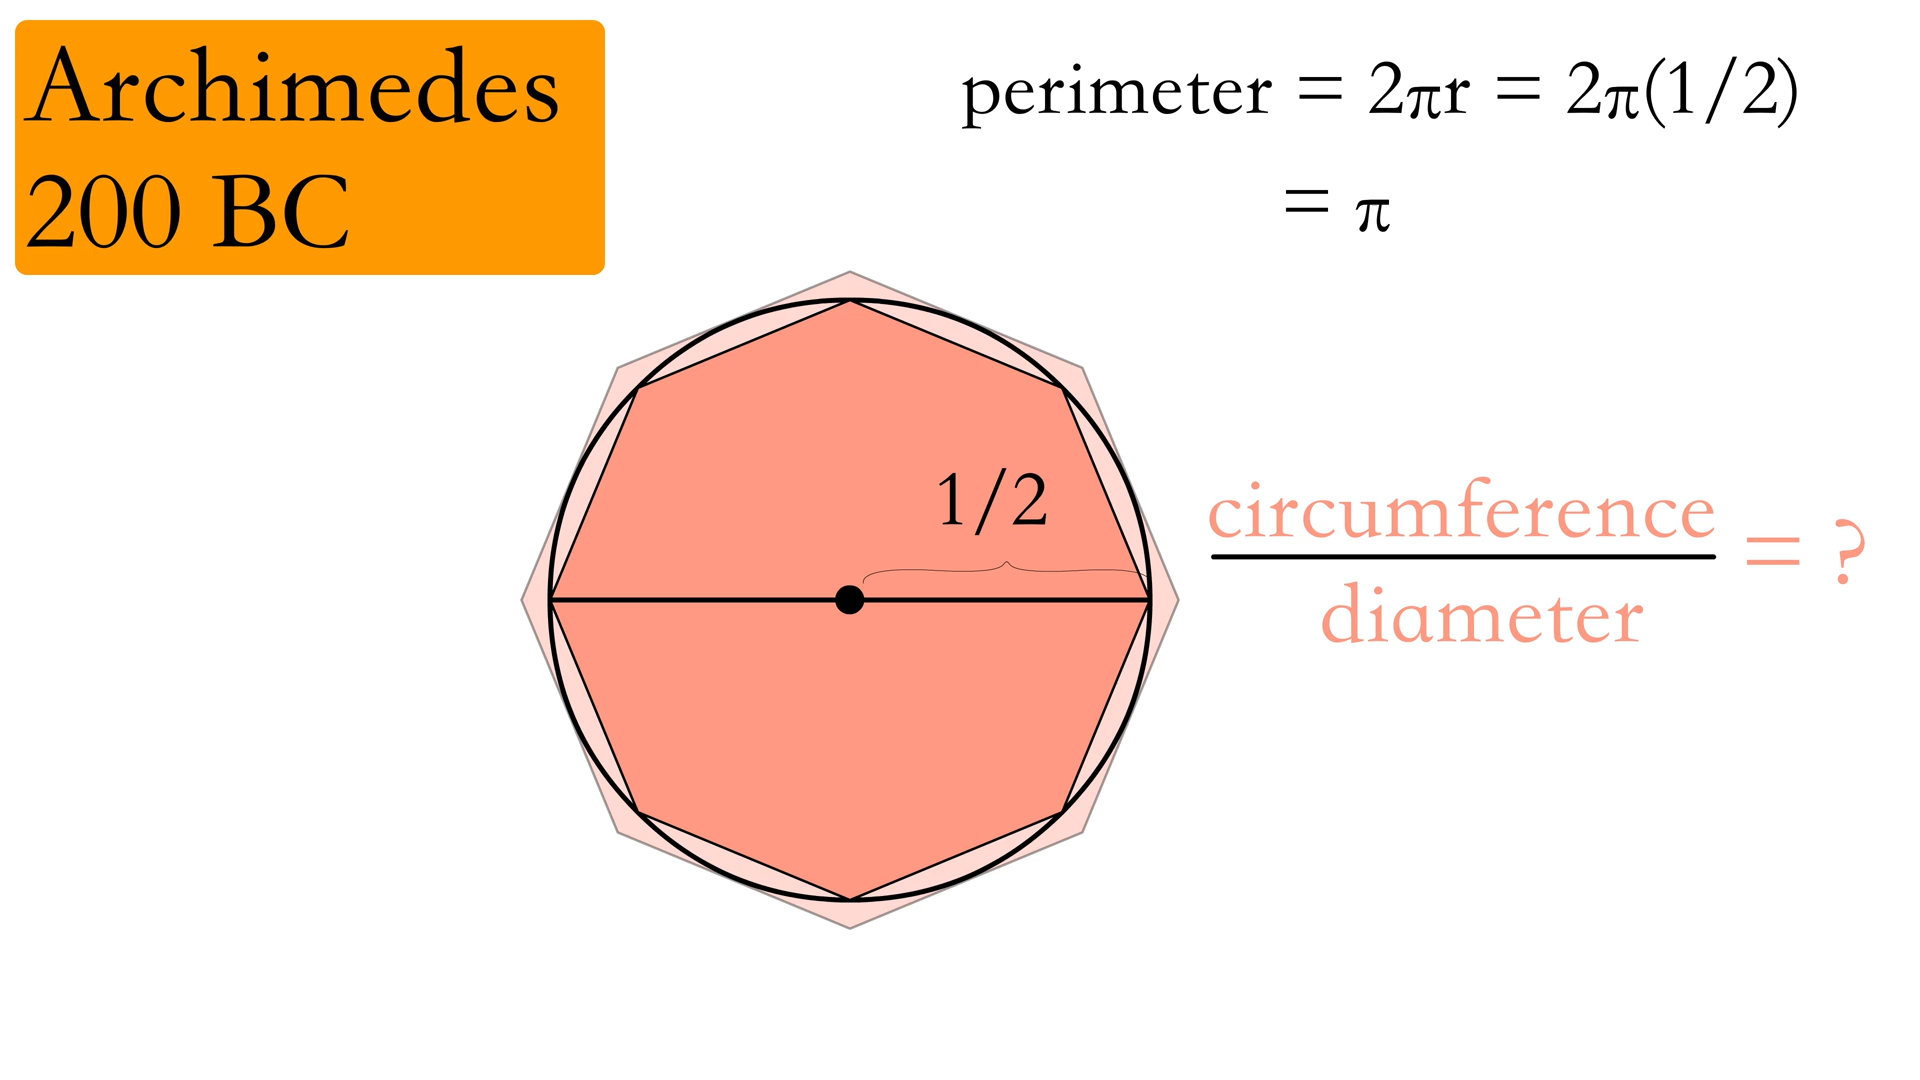 Archimedes
200 BC
perimeter = 2πr = 2π(1/2)
= π
1/2
circumference
diameter
= ?